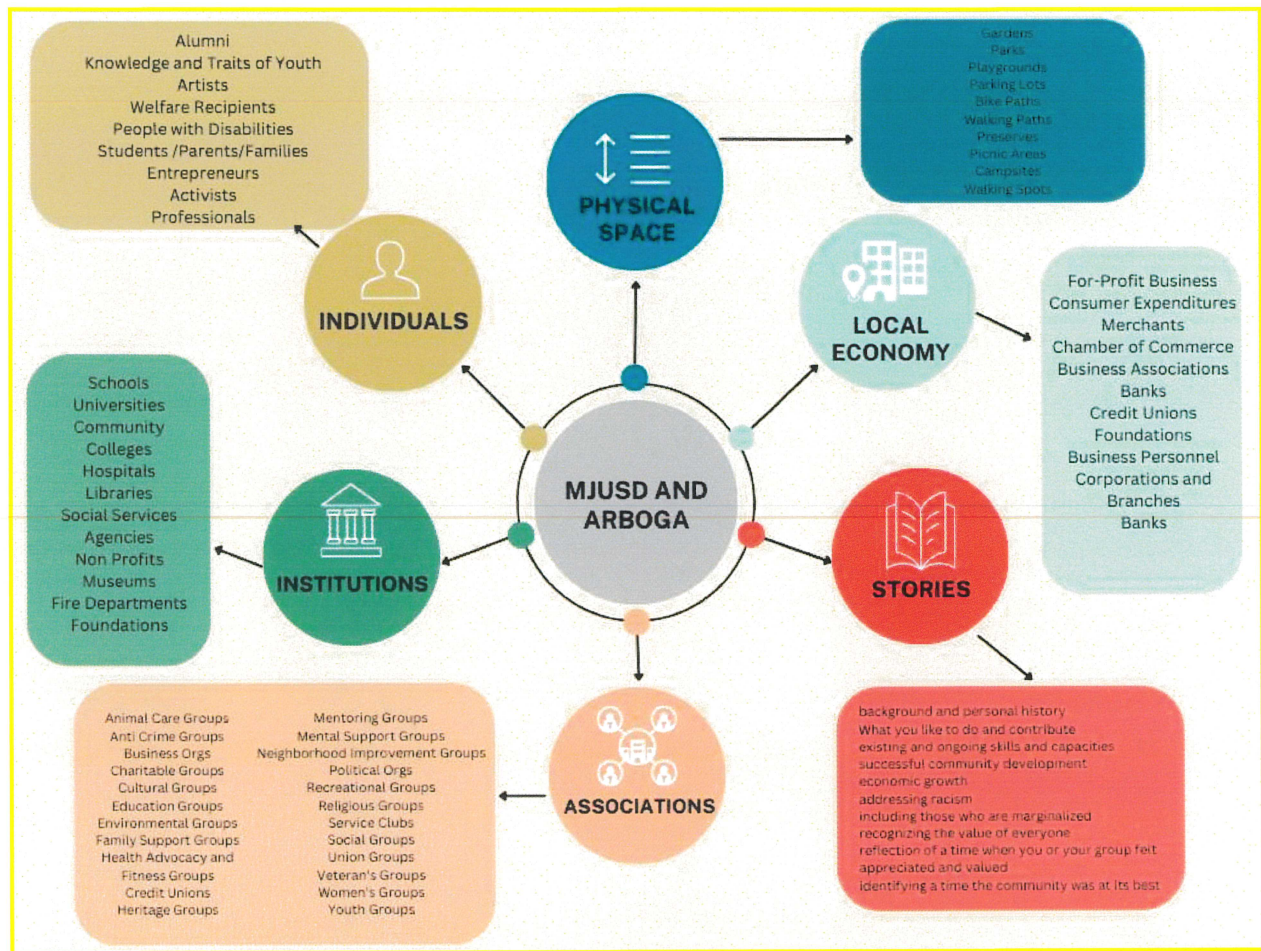 Alumni
Knowledge and Traits of Youth
Artists
Welfare Recipients
People with Disabilities
Students /Parents/Families
Entrepreneurs
Activists
Professionals
INDIVIDUALS
PHYSICAL
SPACE
Gardens
Parks
Playgrounds
Parking Lots
Bike Paths
Walking Paths
Preserves
Picnic Areas
Campsites
Walking Spots
LOCAL
ECONOMY
For-Profit Business
Consumer Expenditures
Merchants
Chamber of Commerce
Business Associations
Banks
Credit Unions
Foundations
Business Personnel
Corporations and
Branches
Banks
MJUSD AND
ARBOGA
Schools
Universities
Community
Colleges
Hospitals
Libraries
Social Services
Agencies
Non Profits
Museums
Fire Departments
Foundations
INSTITUTIONS
STORIES
background and personal history
What you like to do and contribute
existing and ongoing skills and capacities
successful community development
economic growth
addressing racism
including those who are marginalized
recognizing the value of everyone
reflection of a time when you or your group felt
appreciated and valued
identifying a time the community was at its best
ASSOCIATIONS
Animal Care Groups
Anti Crime Groups
Business Orgs
Charitable Groups
Cultural Groups
Education Groups
Environmental Groups
Family Support Groups
Health Advocacy and
Fitness Groups
Credit Unions
Heritage Groups
Mentoring Groups
Mental Support Groups
Neighborhood Improvement Groups
Political Orgs
Recreational Groups
Religious Groups
Service Clubs
Social Groups
Union Groups
Veteran's Groups
Women's Groups
Youth Groups